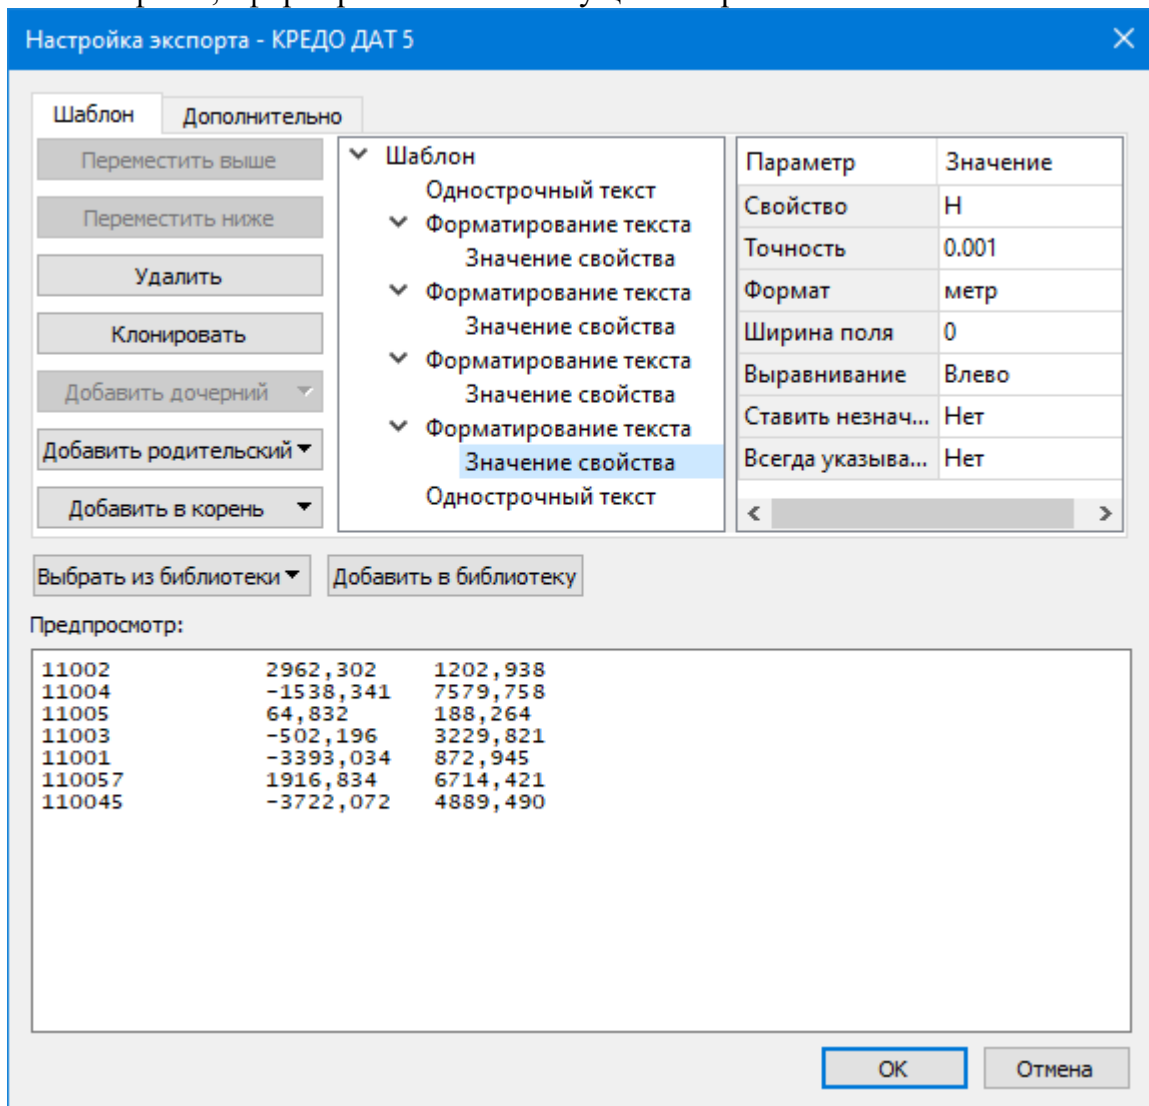 Настройка экспорта - КРЕДО ДАТ 5
Шаблон Дополнительно
Переместить выше
Переместить ниже
Удалить
Клонировать
Добавить дочерний
Добавить родительский
Добавить в корень
Шаблон
Однострочный текст
Форматирование текста
Значение свойства
Форматирование текста
Значение свойства
Форматирование текста
Значение свойства
Форматирование текста
Значение свойства
Однострочный текст
Параметр Значение
Свойство H
Точность 0.001
Формат метр
Ширина поля 0
Выравнивание Влево
Ставить незнач... Нет
Всегда указыва... Нет
Выбрать из библиотеки Добавить в библиотеку
Предпросмотр:
11002 2962,302 1202,938
11004 -1538,341 7579,758
11005 64,832 188,264
11003 -502,196 3229,821
11001 -3393,034 872,945
110057 1916,834 6714,421
110045 -3722,072 4889,490
OK Отмена